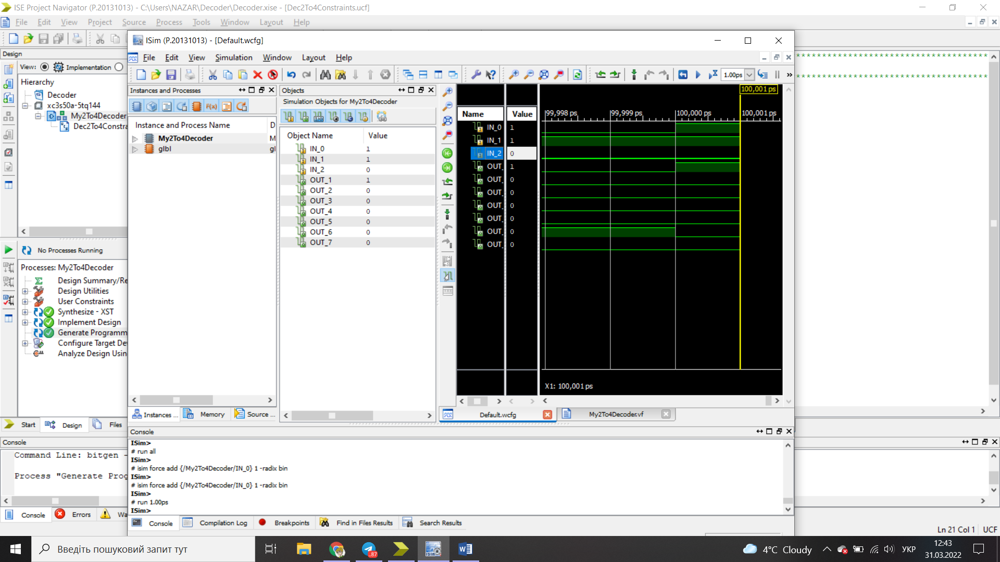 ISE Project Navigator (P.20131013) - C:\Users\NAZAR\Decoder\Decoder.xise - [Dec2To4Constraints.ucf]
File Edit View Project Source Process Tools Window Layout Help
Design
View: Implementation
Hierarchy
Decoder
xc3s50a-5tq144
My2To4Decoder
Dec2To4Constra
No Processes Running
Processes: My2To4Decoder
Design Summary/Re
Design Utilities
User Constraints
Synthesize - XST
Implement Design
Generate Programm
Configure Target De
Analyze Design Usin
Start Design Files
Console
Command Line: bitgen -
Process "Generate Prog
Console Errors Wa
ISim (P.20131013) - [Default.wcfg]
File Edit View Simulation Window Layout Help
1.00ps
Instances and Processes
Instance and Process Name D
My2To4Decoder M
glbl gl
Instances ... Memory Source ...
Objects
Simulation Objects for My2To4Decoder
Object Name Value
IN_0 1
IN_1 1
IN_2 0
OUT_1 1
OUT_2 0
OUT_3 0
OUT_4 0
OUT_5 0
OUT_6 0
OUT_7 0
100,001 ps
Name Value 99,998 ps 99,999 ps 100,000 ps 100,001 ps
IN_0 1
IN_1 1
IN_2 0
OUT_ 1
OUT_ 0
OUT_ 0
OUT_ 0
OUT_ 0
OUT_ 0
OUT_ 0
X1: 100,001 ps
Default.wcfg My2To4Decoder.vf
Console
ISim>
# run all
ISim>
# isim force add {/My2To4Decoder/IN_0} 1 -radix bin
ISim>
# isim force add {/My2To4Decoder/IN_0} 1 -radix bin
ISim>
# run 1.00ps
ISim>
Console Compilation Log Breakpoints Find in Files Results Search Results
Ln 21 Col 1 UCF
Введіть пошуковий запит тут
4°C Cloudy
УКР
12:43
31.03.2022